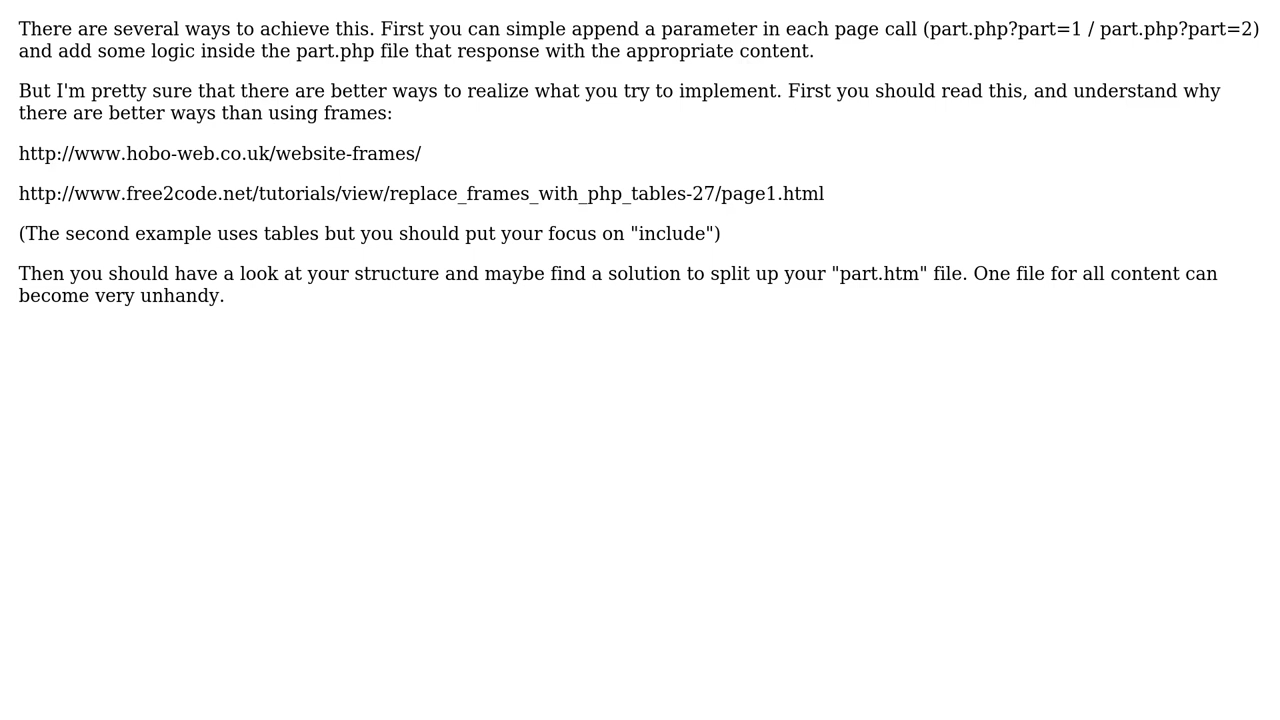 There are several ways to achieve this. First you can simple append a parameter in each page call (part.php?part=1 / part.php?part=2)
and add some logic inside the part.php file that response with the appropriate content.
But I'm pretty sure that there are better ways to realize what you try to implement. First you should read this, and understand why
there are better ways than using frames:
http://www.hobo-web.co.uk/website-frames/
http://www.free2code.net/tutorials/view/replace_frames_with_php_tables-27/page1.html
(The second example uses tables but you should put your focus on "include")
Then you should have a look at your structure and maybe find a solution to split up your "part.htm" file. One file for all content can
become very unhandy.